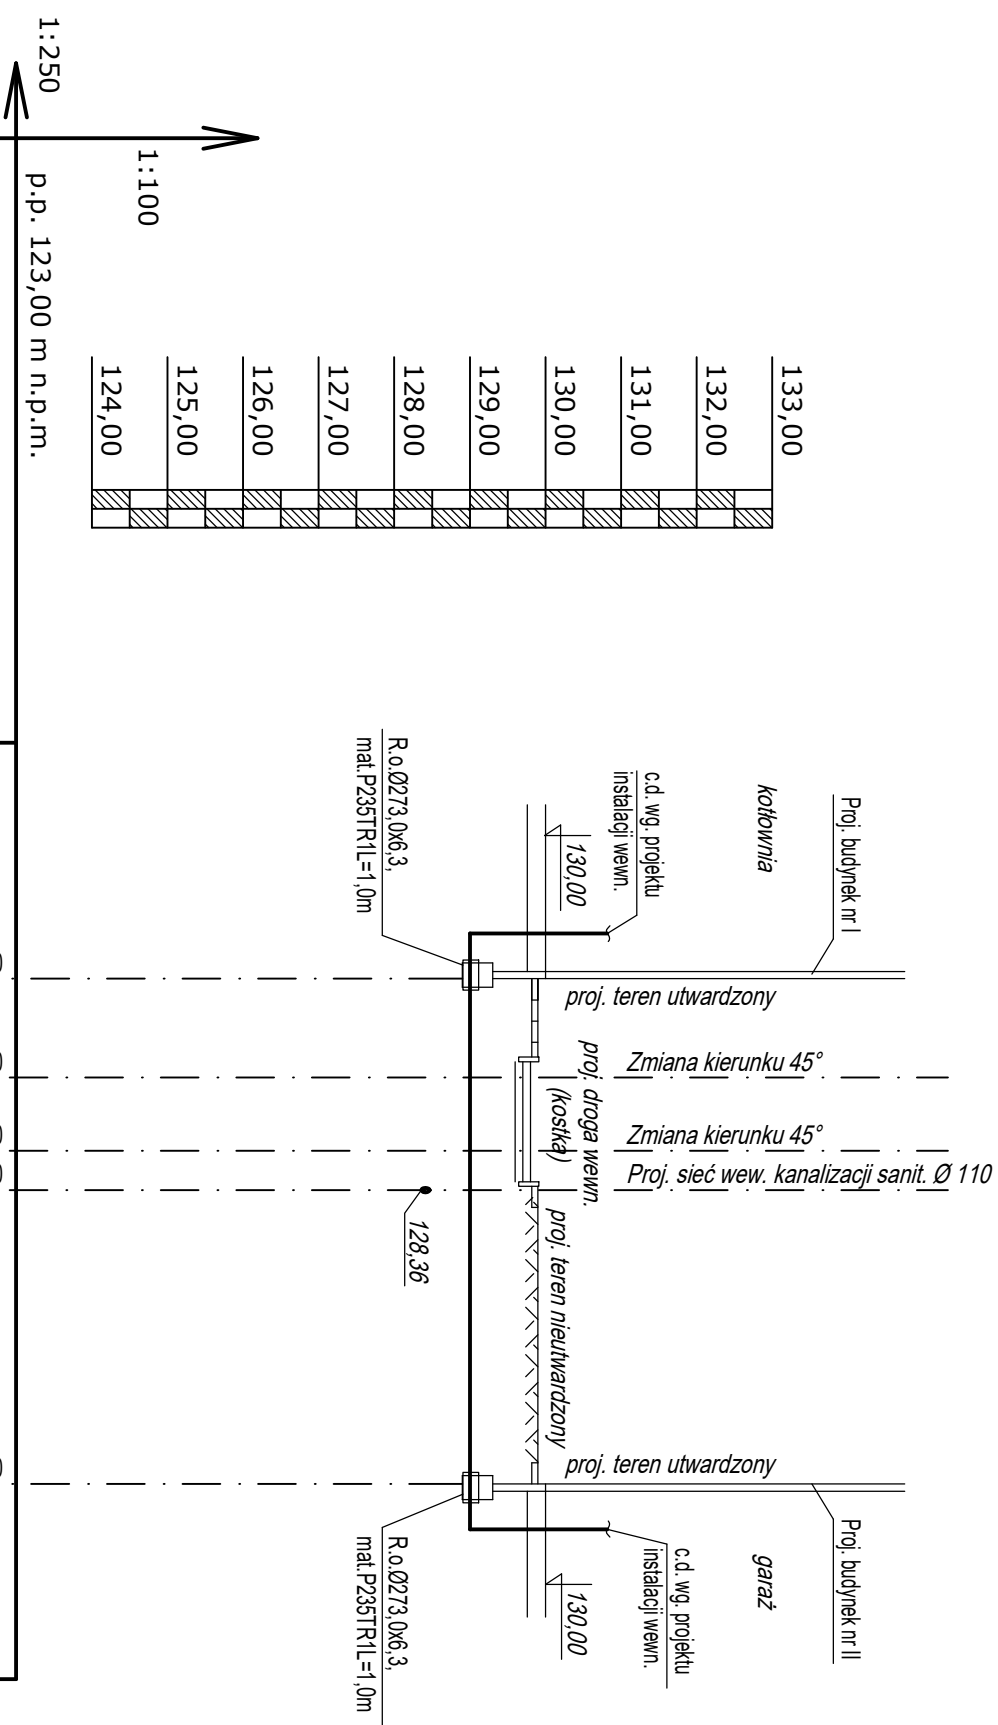 1:250
1:100
p.p. 123,00 m n.p.m.
133,00
132,00
131,00
130,00
129,00
128,00
127,00
126,00
125,00
124,00
Proj. budynek nr I
kotłownia
c.d. wg. projektu
instalacji wewn.
130,00
R.o.Ø273,0x6,3,
mat.P235TR1L=1,0m
proj. teren utwardzony
Zmiana kierunku 45°
proj. droga wewn.
(kostka)
Zmiana kierunku 45°
Proj. sieć wew. kanalizacji sanit. Ø 110
128,36
proj. teren nieutwardzony
proj. teren utwardzony
Proj. budynek nr II
garaż
c.d. wg. projektu
instalacji wewn.
130,00
R.o.Ø273,0x6,3,
mat.P235TR1L=1,0m